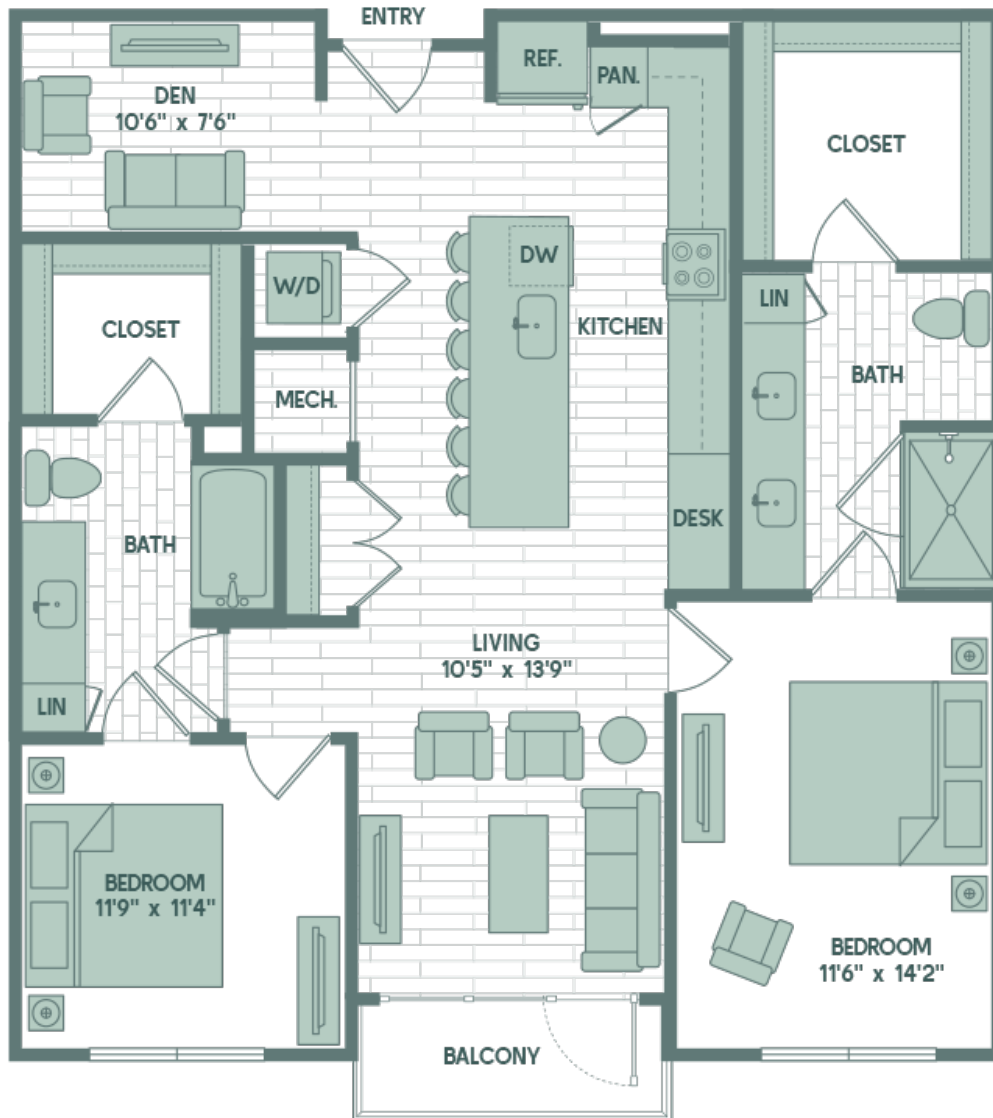 ENTRY
REF.
PAN.
DEN
10'6" x 7'6"
CLOSET
DW
W/D
LIN
CLOSET
KITCHEN
BATH
MECH.
DESK
BATH
LIVING
10'5" x 13'9"
LIN
BEDROOM
11'9" x 11'4"
BEDROOM
11'6" x 14'2"
BALCONY